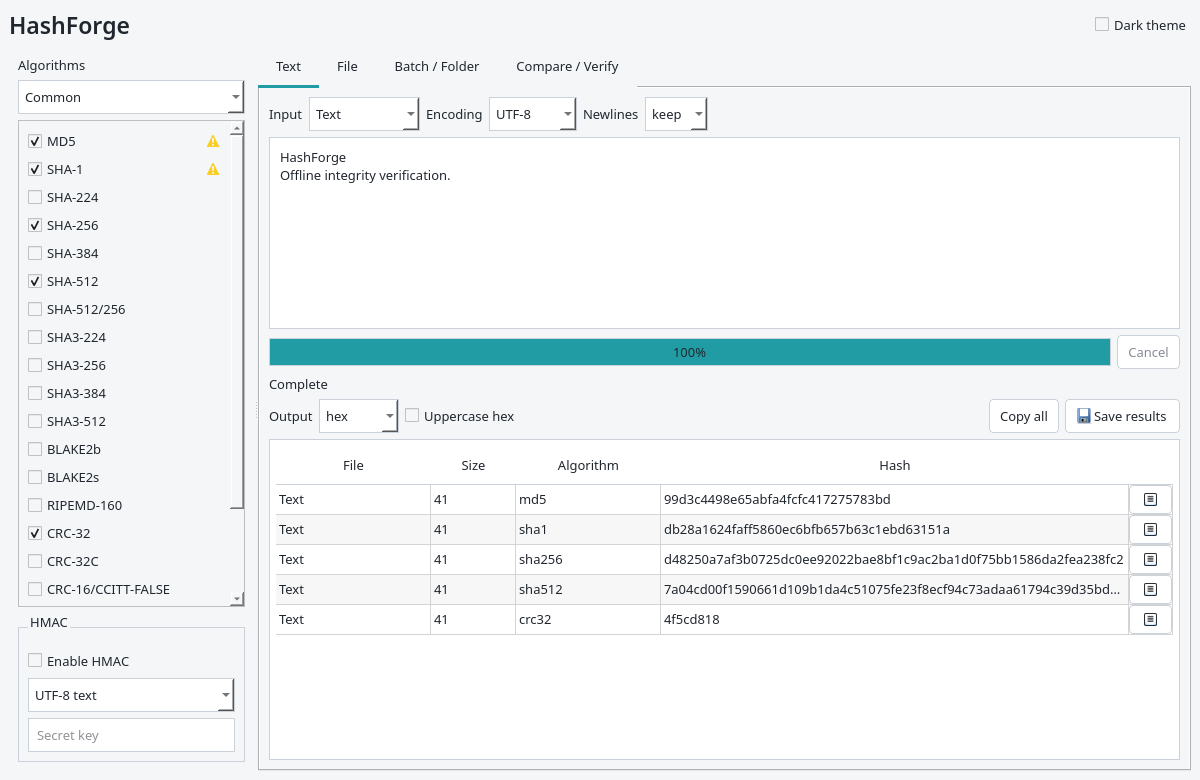 HashForge
Dark theme
Algorithms
Common
MD5
SHA-1
SHA-224
SHA-256
SHA-384
SHA-512
SHA-512/256
SHA3-224
SHA3-256
SHA3-384
SHA3-512
BLAKE2b
BLAKE2s
RIPEMD-160
CRC-32
CRC-32C
CRC-16/CCITT-FALSE
HMAC
Enable HMAC
UTF-8 text
Secret key
Text File Batch / Folder Compare / Verify
Input Text Encoding UTF-8 Newlines keep
HashForge
Offline integrity verification.
100% Cancel
Complete
Output hex Uppercase hex Copy all Save results
File Size Algorithm Hash
Text 41 md5 99d3c4498e65abfa4fcfc417275783bd
Text 41 sha1 db28a1624faff5860ec6bfb657b63c1ebd63151a
Text 41 sha256 d48250a7af3b0725dc0ee92022bae8bf1c9ac2ba1d0f75bb1586da2fea238fc2
Text 41 sha512 7a04cd00f1590661d109b1da4c51075fe23f8ecf94c73adaa61794c39d35bd...
Text 41 crc32 4f5cd818